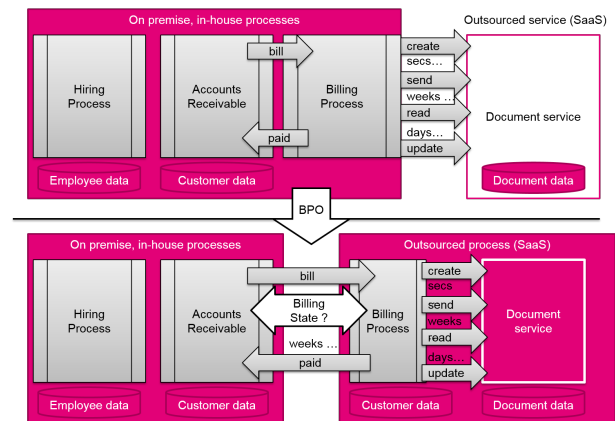 On premise, in-house processes
Outsourced service (SaaS)
Hiring
Process
Accounts
Receivable
bill
paid
Billing
Process
create
secs…
send
weeks …
read
days…
update
Document service
Employee data
Customer data
Document data
BPO
On premise, in-house processes
Outsourced process (SaaS)
Hiring
Process
Accounts
Receivable
bill
Billing
State ?
weeks …
paid
Billing
Process
create
secs
send
weeks
read
days…
update
Document
service
Employee data
Customer data
Customer data
Document data